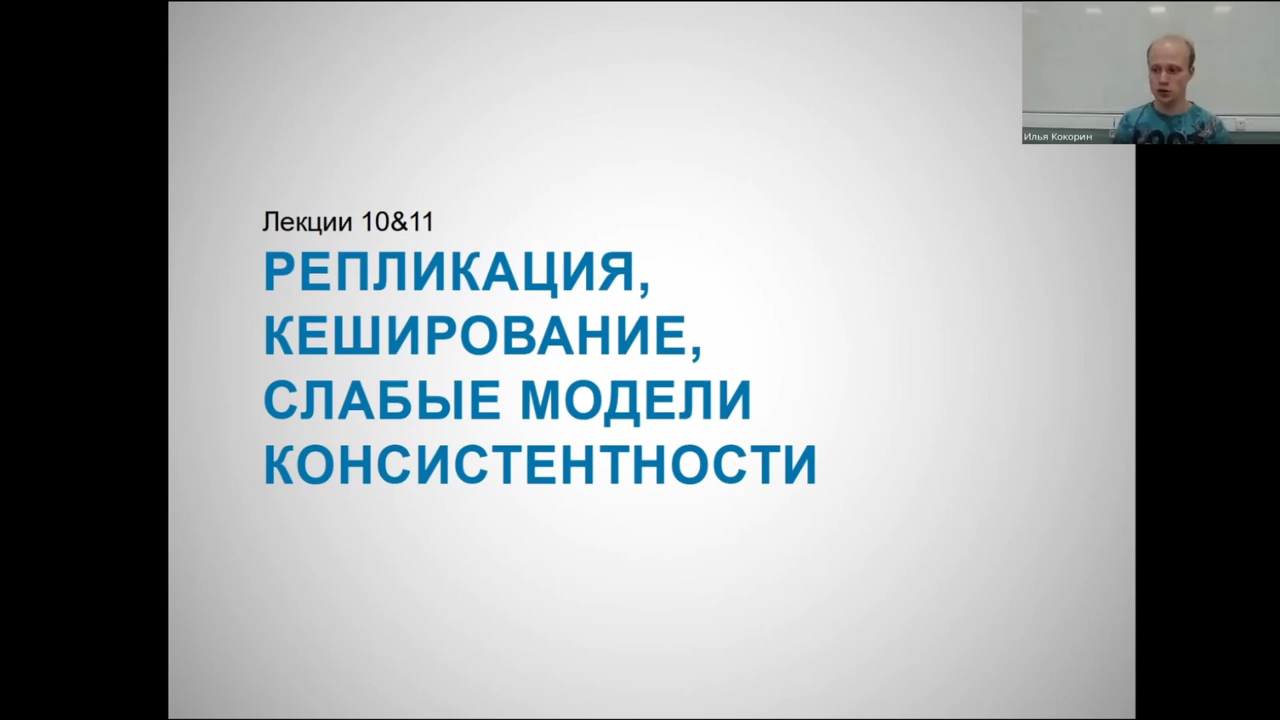 Лекции 10&11
РЕПЛИКАЦИЯ,
КЕШИРОВАНИЕ,
СЛАБЫЕ МОДЕЛИ
КОНСИСТЕНТНОСТИ
Илья Кокорин